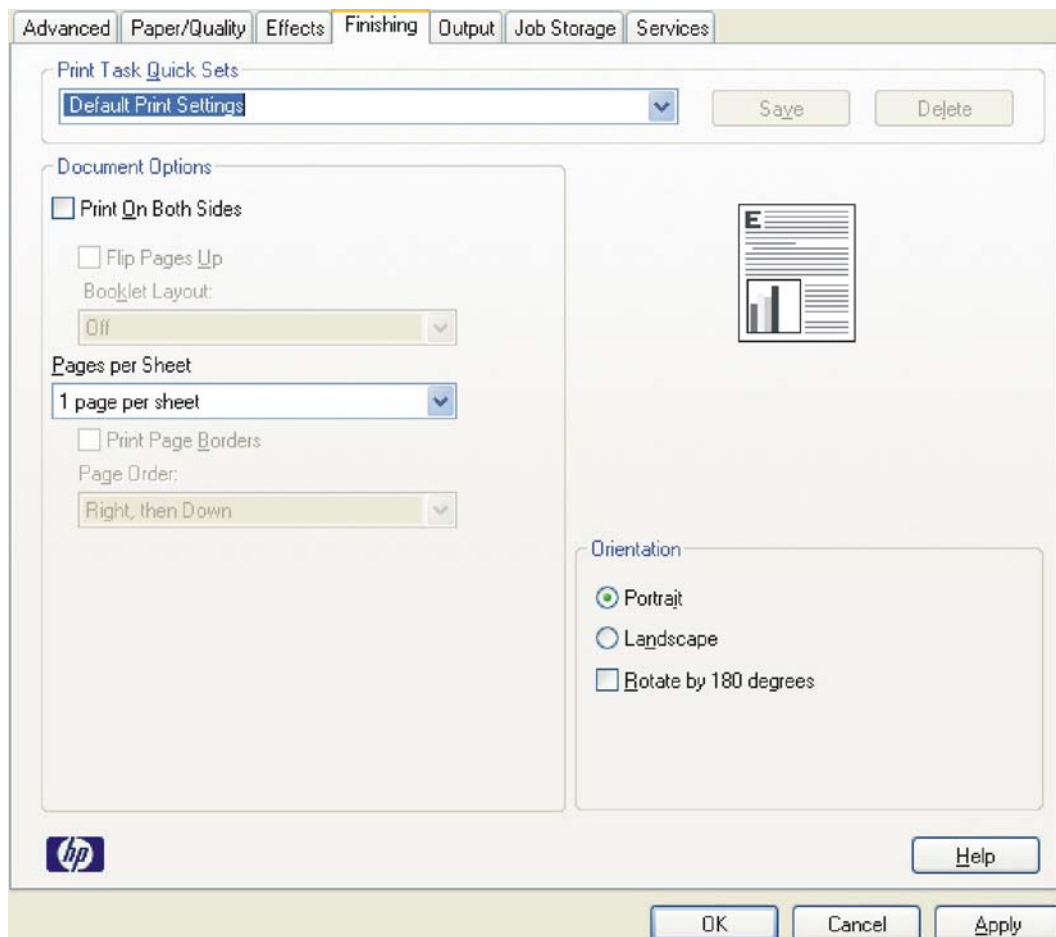 Advanced Paper/Quality Effects Finishing Output Job Storage Services
Print Task Quick Sets
Default Print Settings Save Delete
Document Options
Print On Both Sides
E
Flip Pages Up
Booklet Layout:
Off
Pages per Sheet
1 page per sheet
Print Page Borders
Page Order:
Right, then Down
Orientation
Portrait
Landscape
Rotate by 180 degrees
hp Help
OK Cancel Apply